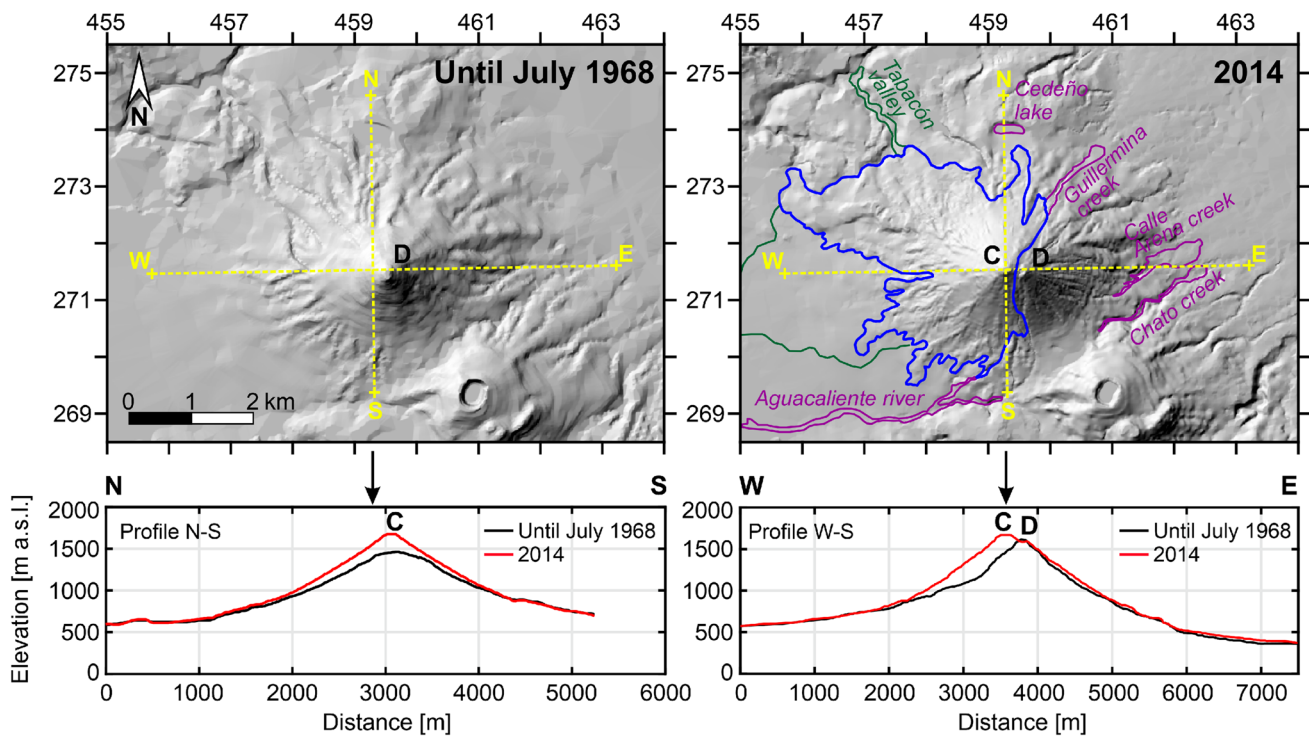 455 457 459 461 463
455 457 459 461 463
275
273
271
269
N
Until July 1968
N
W
D
E
S
0 1 2 km
275
273
271
269
2014
N
Tabacón
valley
Cedeño
lake
Guillermina
creek
Calle
Arena creek
Chato creek
Aguacaliente river
W
C
D
E
S
N
S
Elevation [m a.s.l.]
2000
1500
1000
500
0
Profile N-S
C
Until July 1968
2014
0 1000 2000 3000 4000 5000 6000
Distance [m]
W
E
2000
1500
1000
500
0
Profile W-S
C D
Until July 1968
2014
0 1000 2000 3000 4000 5000 6000 7000
Distance [m]